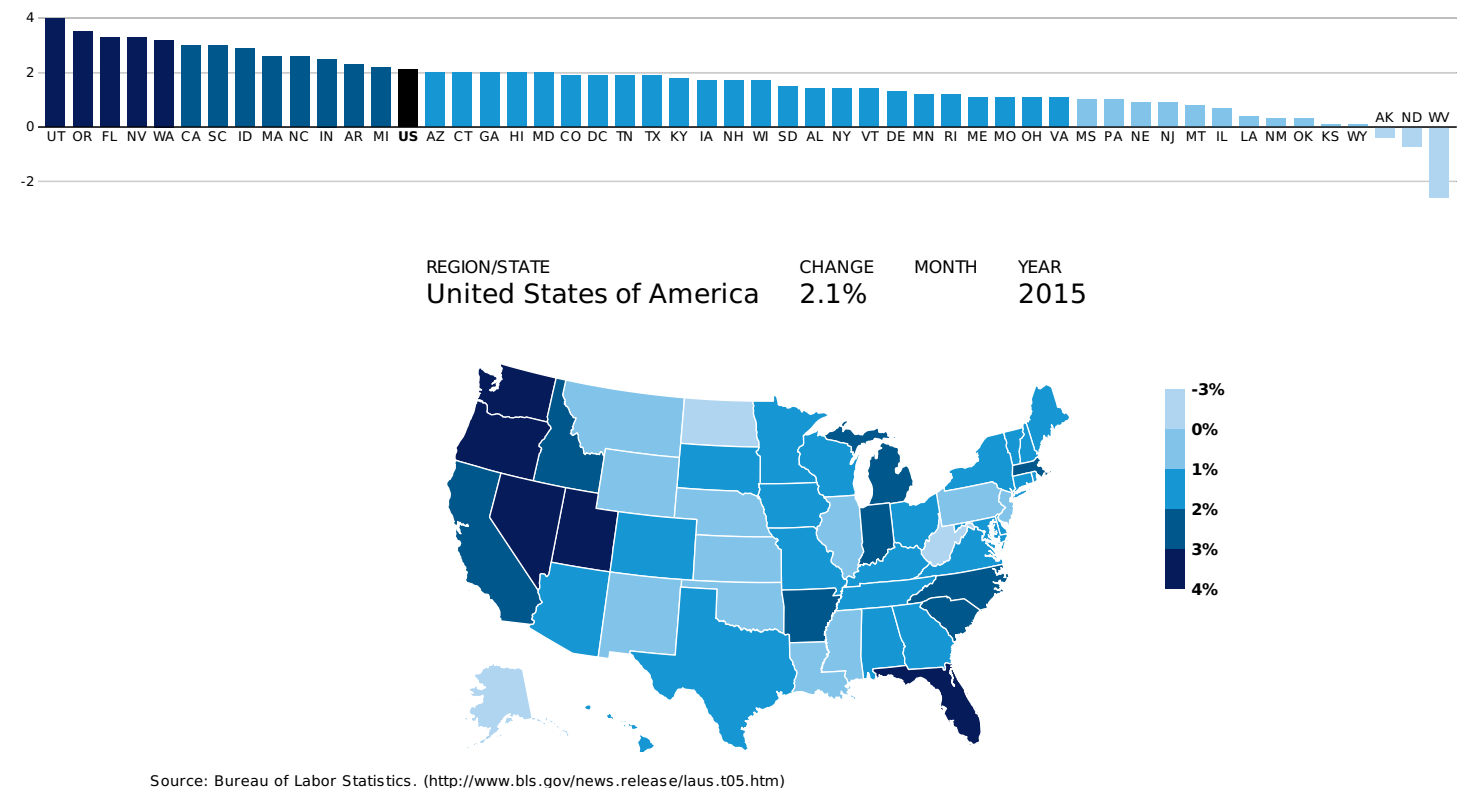 4
2
0
-2
UT OR FL NV WA CA SC ID MA NC IN AR MI US AZ CT GA HI MD CO DC TN TX KY IA NH WI SD AL NY VT DE MN RI ME MO OH VA MS PA NE NJ MT IL LA NM OK KS WY AK ND WV
REGION/STATE CHANGE MONTH YEAR
United States of America 2.1% 2015
-3%
0%
1%
2%
3%
4%
Source: Bureau of Labor Statistics. (http://www.bls.gov/news.release/laus.t05.htm)